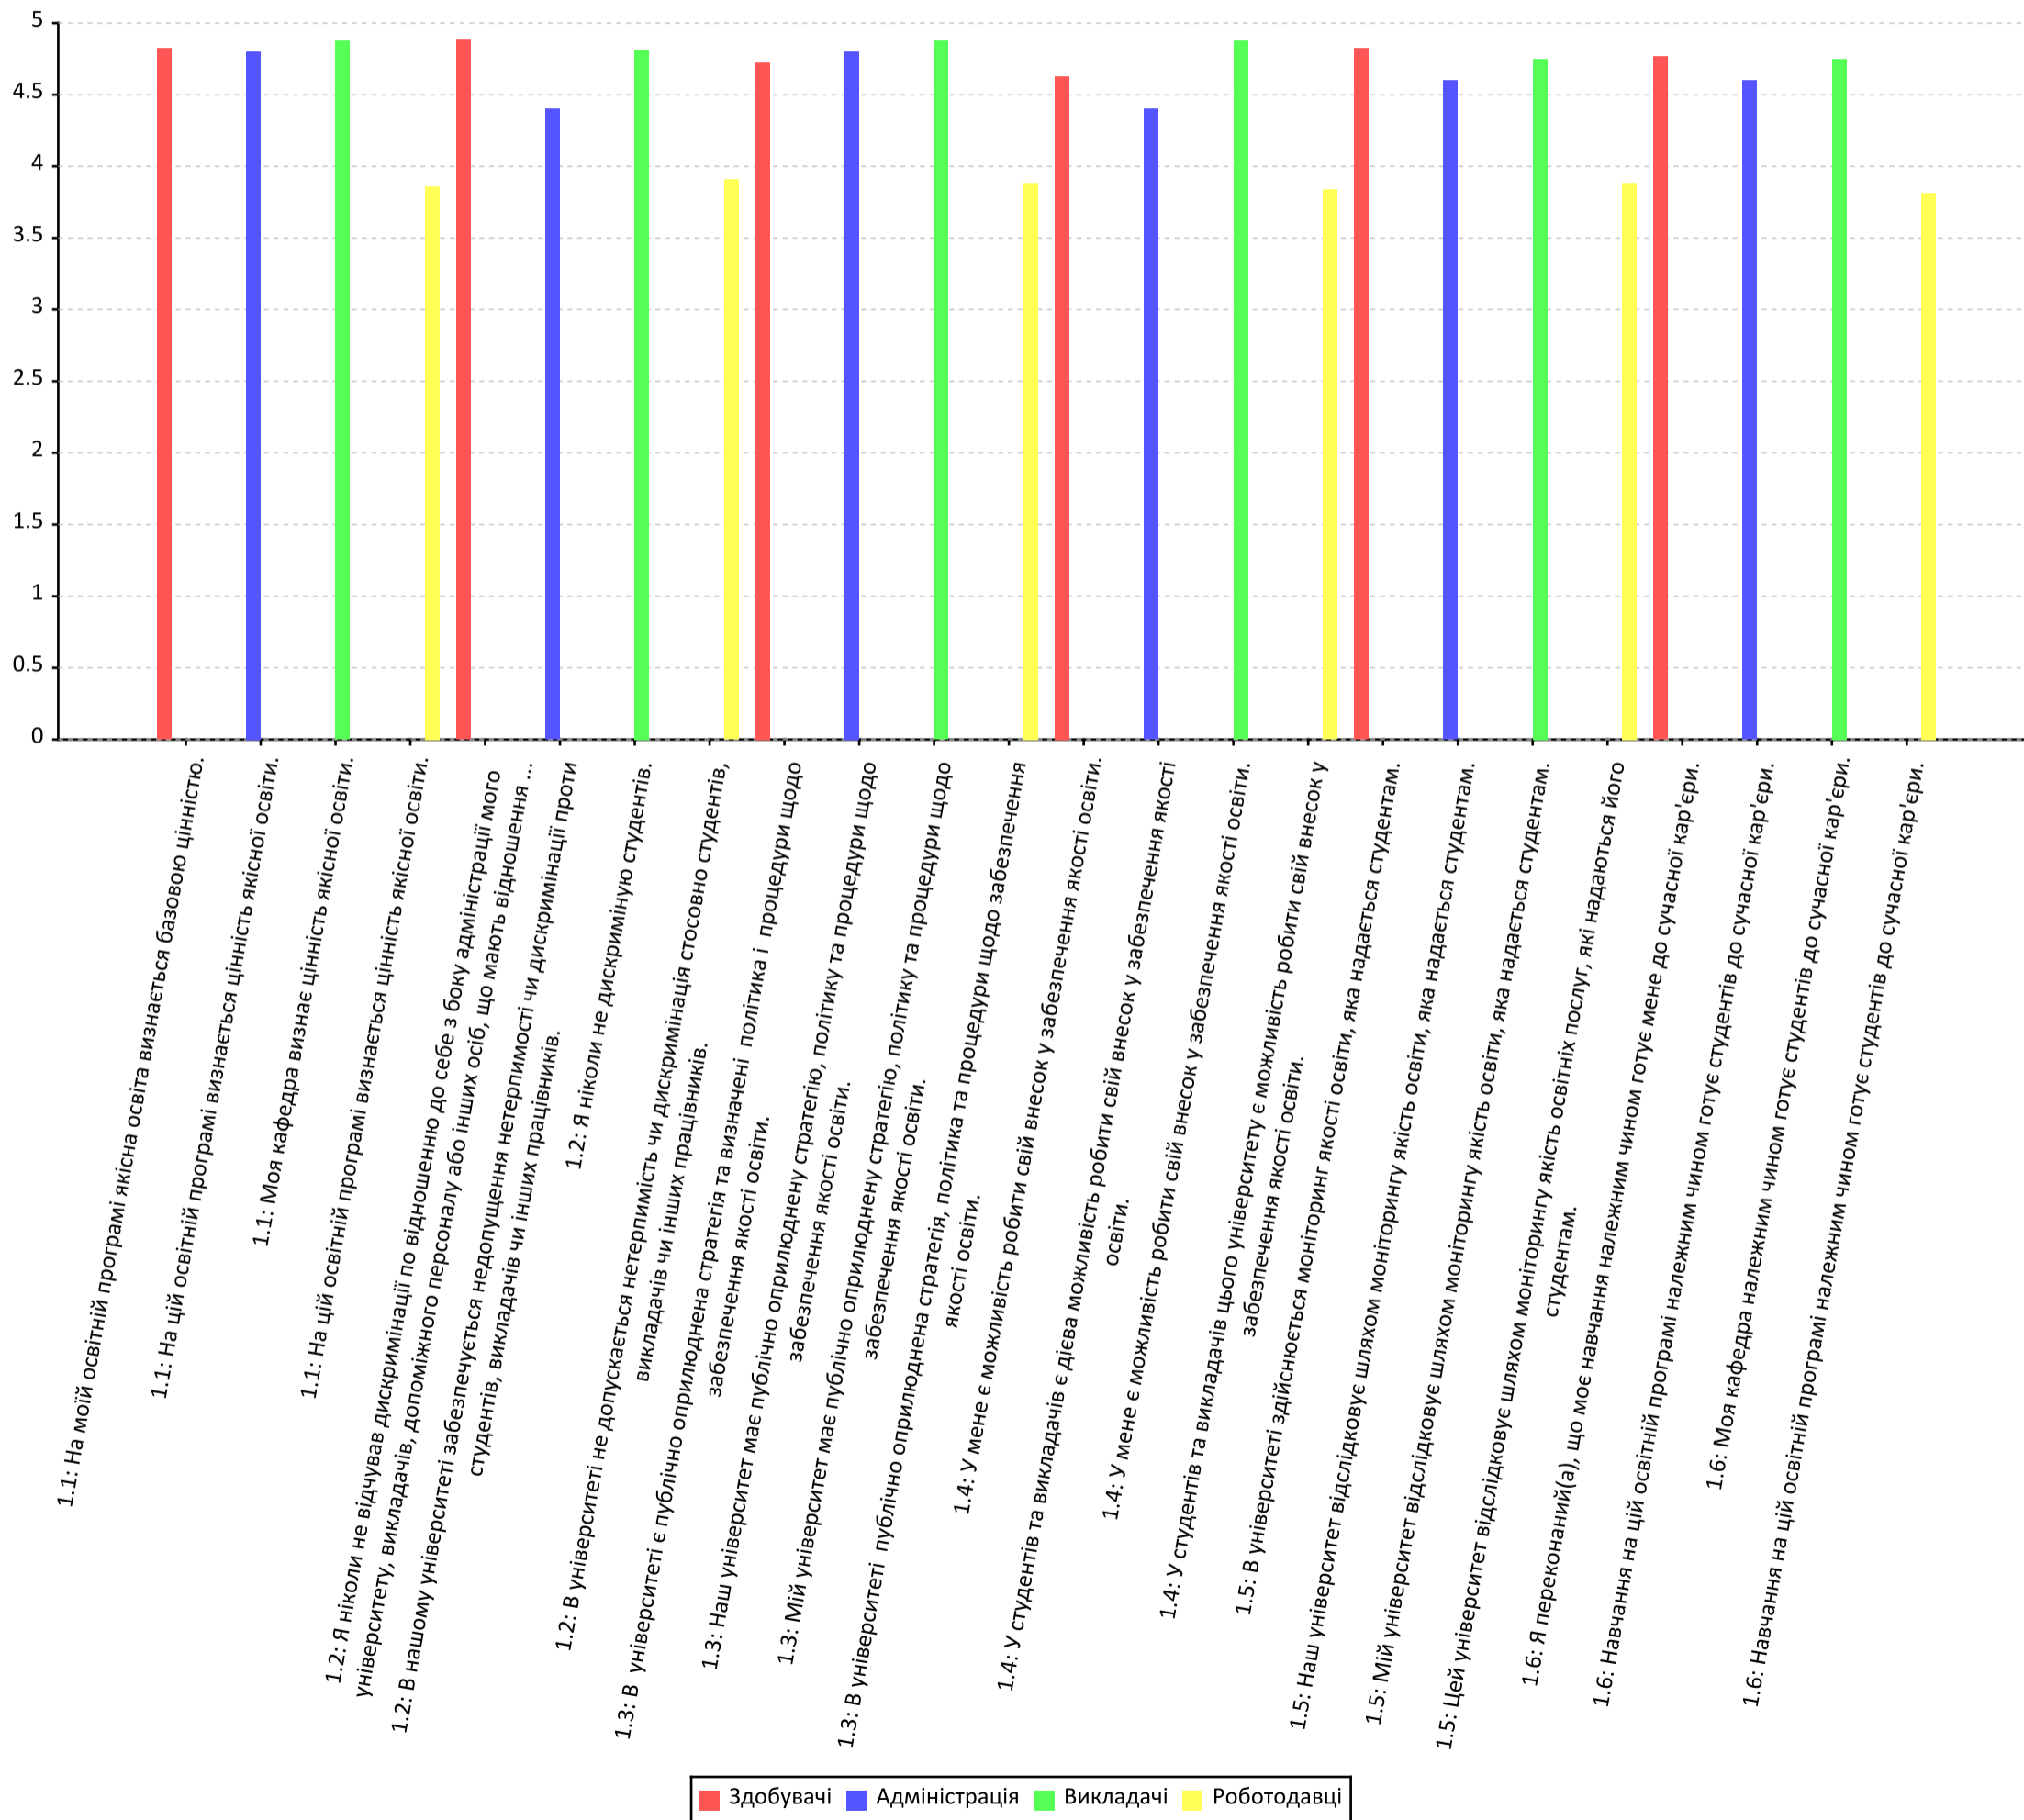 5
4.5
4
3.5
3
2.5
2
1.5
1
0.5
0
1.1: На моїй освітній програмі якісна освіта визнається базовою цінністю.
1.1: На цій освітній програмі визнається цінність якісної освіти.
1.1: Моя кафедра визнає цінність якісної освіти.
1.1: На цій освітній програмі визнається цінність якісної освіти.
1.2: Я ніколи не відчував дискримінації по відношенню до себе з боку адміністрації мого
університету, викладачів, доміжного персоналу або інших осіб, що мають відношення ...
1.2: В нашому університеті забезпечується недопущення нетерпимості чи дискримінації проти
студентів, викладачів чи інших працівників.
1.2: Я ніколи не дискриміную студентів.
1.2: В університеті не допускається нетерпимість чи дискримінація стосовно студентів,
викладачів чи інших працівників.
1.3: В  університеті є публічно оприлюднена стратегія та визначені  політика і  процедури щодо
забезпечення якості освіти.
1.3: Наш університет має публічно оприлюднену стратегію, політику та процедури щодо
забезпечення якості освіти.
1.3: Мій університет має публічно оприлюднену стратегію, політику та процедури щодо
забезпечення якості освіти.
1.3: В університеті  публічно оприлюднена стратегія, політика та процедури щодо забезпечення
якості освіти.
1.4: У мене є можливість робити свій внесок у забезпечення якості освіти.
1.4: У студентів та викладачів є дієва можливість робити свій внесок у забезпечення якості
освіти.
1.4: У мене є можливість робити свій внесок у забезпечення якості освіти.
1.4: У студентів та викладачів цього університету є можливість робити свій внесок у
забезпечення якості освіти.
1.5: В університеті здійснюється моніторинг якості освіти, яка надається студентам.
1.5: Наш університет відслідковує шляхом моніторингу якість освіти, яка надається студентам.
1.5: Мій університет відслідковує шляхом моніторингу якість освіти, яка надається студентам.
1.5: Цей університет відслідковує шляхом моніторингу якість освітніх послуг, які надаються його
студентам.
1.6: Я переконаний(а), що моє навчання належним чином готує мене до сучасної кар'єри.
1.6: Навчання на цій освітній програмі належним чином готує студентів до сучасної кар'єри.
1.6: Моя кафедра належним чином готує студентів до сучасної кар'єри.
1.6: Навчання на цій освітній програмі належним чином готує студентів до сучасної кар'єри.
Здобувачі Адміністрація Викладачі Роботодавці